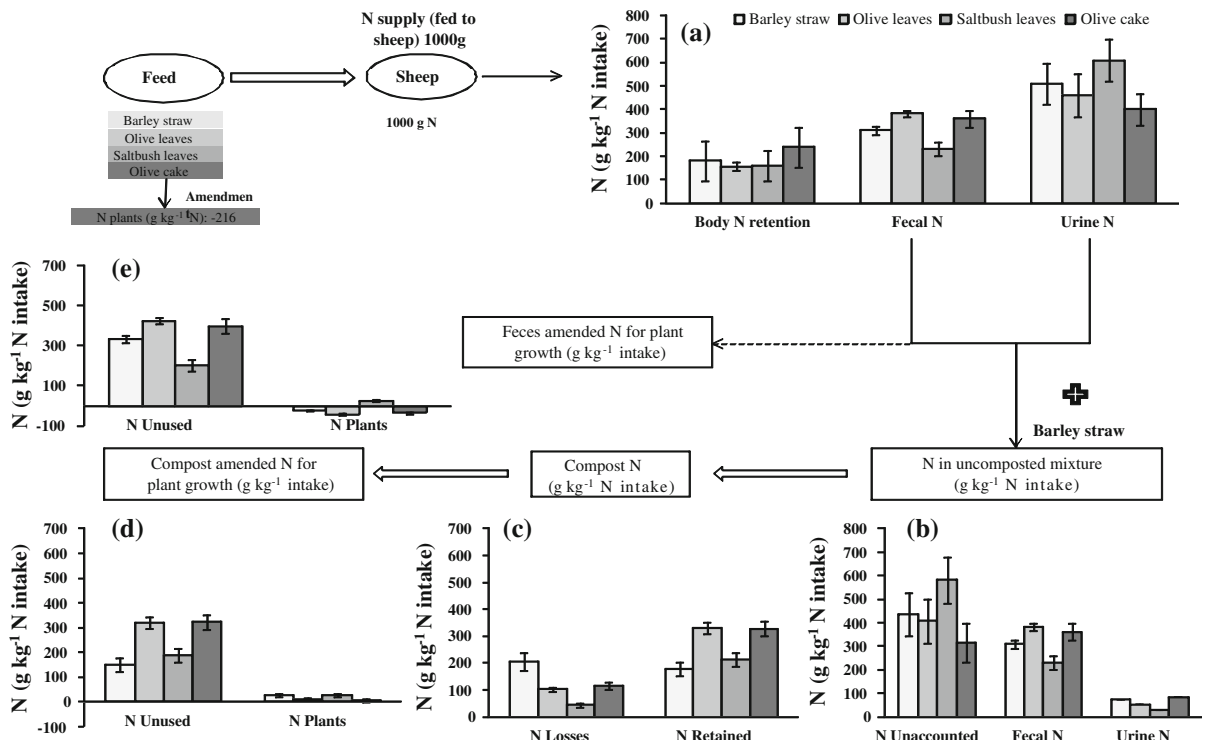 N supply (fed to
sheep) 1000g
Feed
Sheep
1000 g N
Barley straw
Olive leaves
Saltbush leaves
Olive cake
Amendmen
t
N plants (g kg⁻¹ N): -216
(a)
Barley straw
Olive leaves
Saltbush leaves
Olive cake
N (g kg⁻¹ N intake)
800
700
600
500
400
300
200
100
0
Body N retention
Fecal N
Urine N
(e)
N (g kg⁻¹ N intake)
700
500
300
100
-100
N Unused
N Plants
Feces amended N for plant
growth (g kg⁻¹ intake)
Barley straw
Compost amended N for
plant growth (g kg⁻¹ intake)
Compost N
(g kg⁻¹ N intake)
N in uncomposted mixture
(g kg⁻¹ N intake)
(d)
N (g kg⁻¹ N intake)
700
600
500
400
300
200
100
0
-100
N Unused
N Plants
(c)
N (g kg⁻¹ N intake)
700
600
500
400
300
200
100
0
N Losses
N Retained
(b)
N (g kg⁻¹ N intake)
800
700
600
500
400
300
200
100
0
N Unaccounted
Fecal N
Urine N